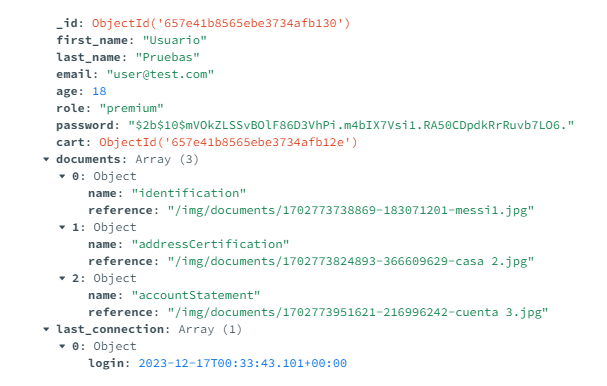 _id: ObjectId('657e41b8565ebe3734afb130')
first_name: "Usuario"
last_name: "Pruebas"
email: "user@test.com"
age: 18
role: "premium"
password: "$2b$10$mVOkZLSSvBOlF86D3VhPi.m4bIX7Vsi1.RA50CDpdkRrRuvb7LO6."
cart: ObjectId('657e41b8565ebe3734afb12e')
documents: Array (3)
0: Object
name: "identification"
reference: "/img/documents/1702773738869-183071201-messi1.jpg"
1: Object
name: "addressCertification"
reference: "/img/documents/1702773824893-366609629-casa 2.jpg"
2: Object
name: "accountStatement"
reference: "/img/documents/1702773951621-216996242-cuenta 3.jpg"
last_connection: Array (1)
0: Object
login: 2023-12-17T00:33:43.101+00:00